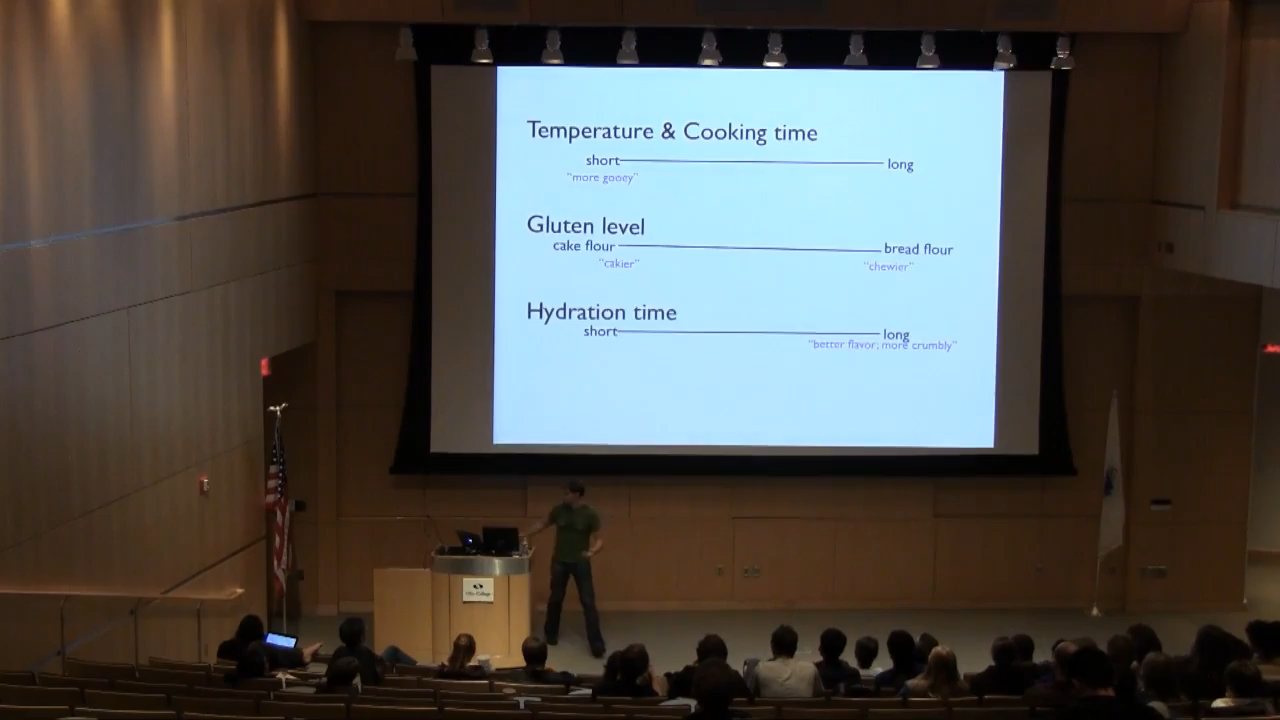 Temperature & Cooking time
short long
"more gooey"
Gluten level
cake flour bread flour
"cakier" "chewier"
Hydration time
short long
"better flavor; more crumbly"